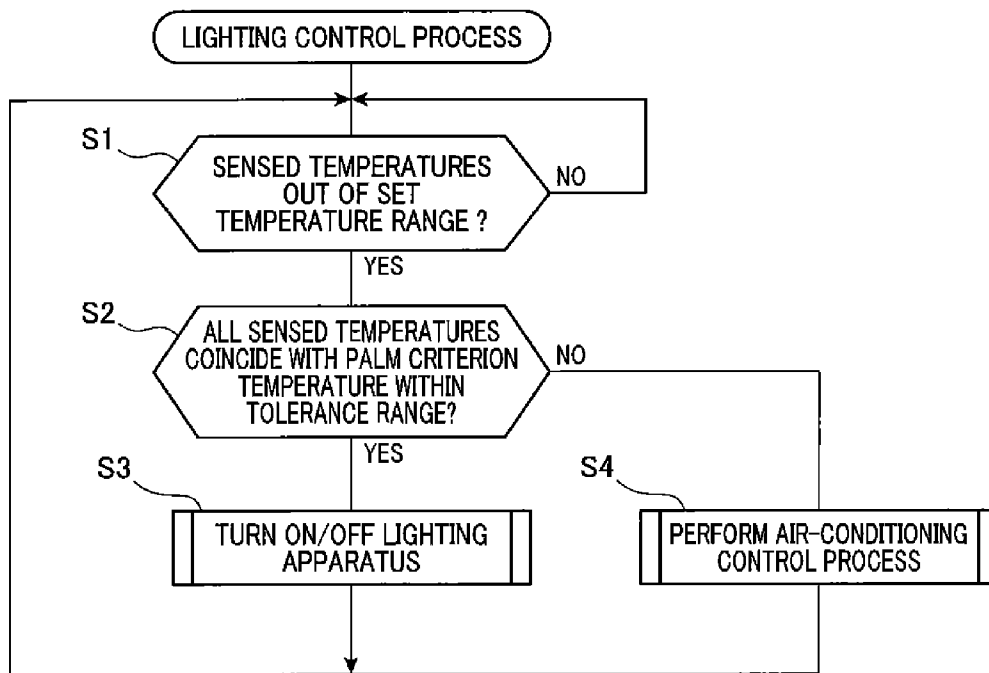 LIGHTING CONTROL PROCESS
S1
SENSED TEMPERATURES
OUT OF SET
TEMPERATURE RANGE ?
NO
YES
S2
ALL SENSED TEMPERATURES
COINCIDE WITH PALM CRITERION
TEMPERATURE WITHIN
TOLERANCE RANGE?
NO
YES
S3
TURN ON/OFF LIGHTING
APPARATUS
S4
PERFORM AIR-CONDITIONING
CONTROL PROCESS